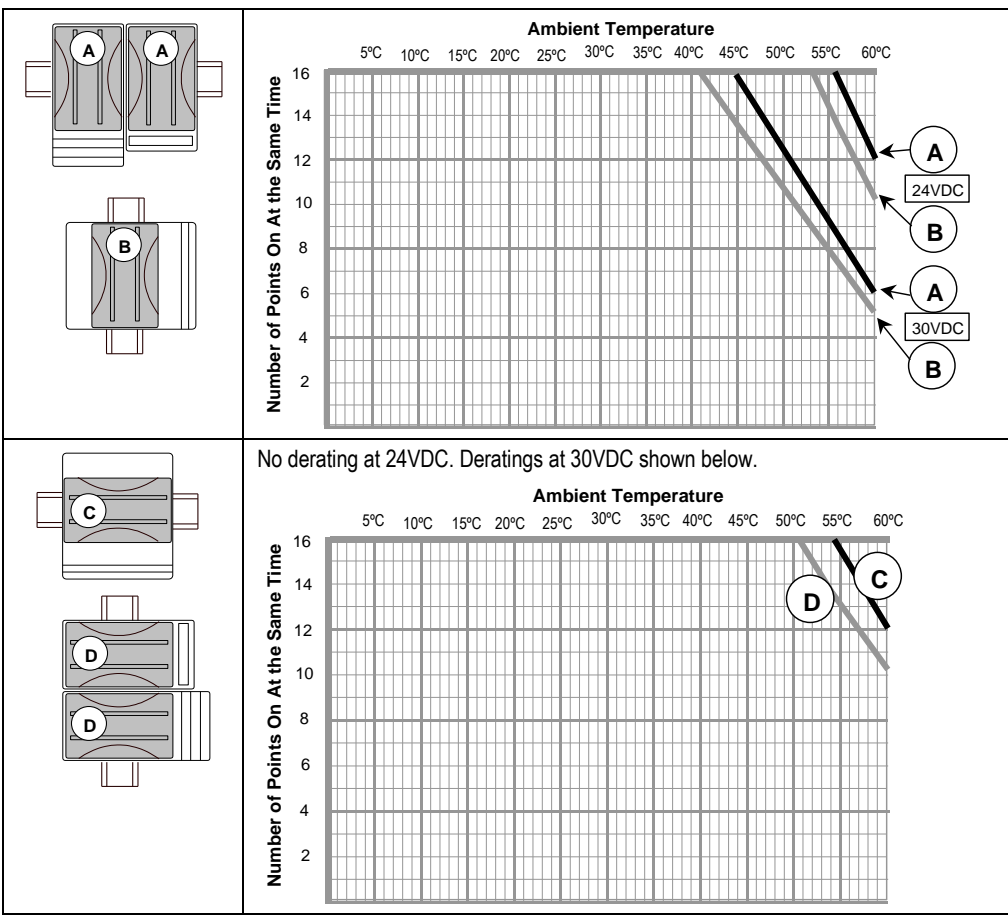 A A
B
Ambient Temperature
5ºC 10ºC 15ºC 20ºC 25ºC 30ºC 35ºC 40ºC 45ºC 50ºC 55ºC 60ºC
Number of Points On At the Same Time
16
14
12
10
8
6
4
2
A
24VDC
B
A
30VDC
B
C
D
D
No derating at 24VDC. Deratings at 30VDC shown below.
Ambient Temperature
5ºC 10ºC 15ºC 20ºC 25ºC 30ºC 35ºC 40ºC 45ºC 50ºC 55ºC 60ºC
Number of Points On At the Same Time
16
14
12
10
8
6
4
2
D C